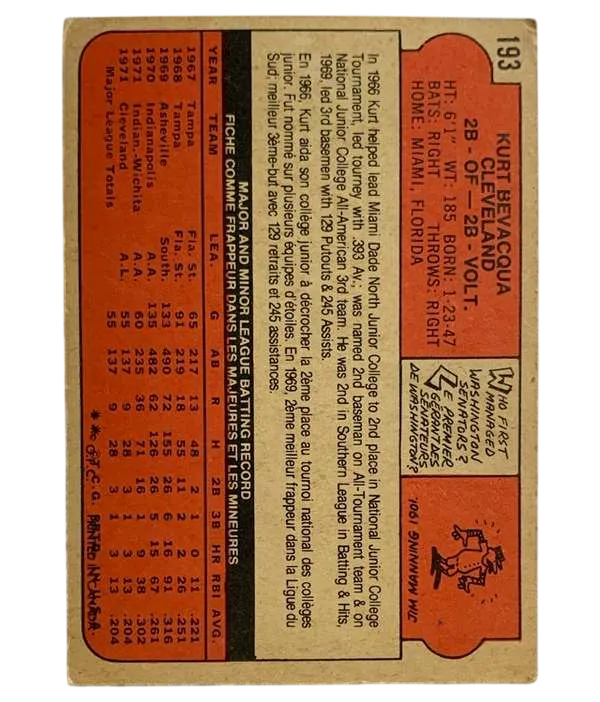 193
KURT BEVACQUA
CLEVELAND
2B - OF — 2B - VOLT.
HT: 6'1" WT: 185 BORN: 1-23-47
BATS: RIGHT THROWS: RIGHT
HOME: MIAMI, FLORIDA
WHO FIRST
MANAGED
WASHINGTON
SENATORS?
LE PREMIER
GÉRANT DES
SENATEURS
DE WASHINGTON?
JIM MANNING 1901.
In 1966 Kurt helped lead Miami Dade North Junior College to 2nd place in National Junior College
Tournament, led tourney with .393 Av.; was named 2nd baseman on All-Tournament team & on
National Junior College All-American 3rd team. He was 2nd in Southern League in Batting & Hits,
1969, led 3rd basemen with 129 Putouts & 245 Assists.
En 1966, Kurt aida son collège junior à décrocher la 2ème place au tournoi national des collèges
junior. Fut nommé sur plusieurs équipes d'étoiles. En 1969, 2ème meilleur frappeur dans la Ligue du
Sud; meilleur 3ème-but avec 129 retraits et 245 assistances.
MAJOR AND MINOR LEAGUE BATTING RECORD
FICHE COMME FRAPPEUR DANS LES MAJEURES ET LES MINEURES
YEAR TEAM LEA. G AB R H 2B 3B HR RBI AVG.
1967 Tampa Fla. St. 65 217 13 48 2 1 0 11 .221
1968 Tampa Fla. St. 91 219 18 55 11 2 2 26 .251
1969 Asheville South. 133 490 72 155 26 6 16 91 .316
1970 Indianapolis A.A. 135 482 62 126 26 5 15 67 .261
1971 Indian.-Wichita A.A. 60 235 36 71 16 1 9 38 .302
1971 Cleveland A.L. 55 137 9 28 3 1 3 13 .204
Major League Totals 55 137 9 28 3 1 3 13 .204
T.C.G.
PRINTED IN CANADA